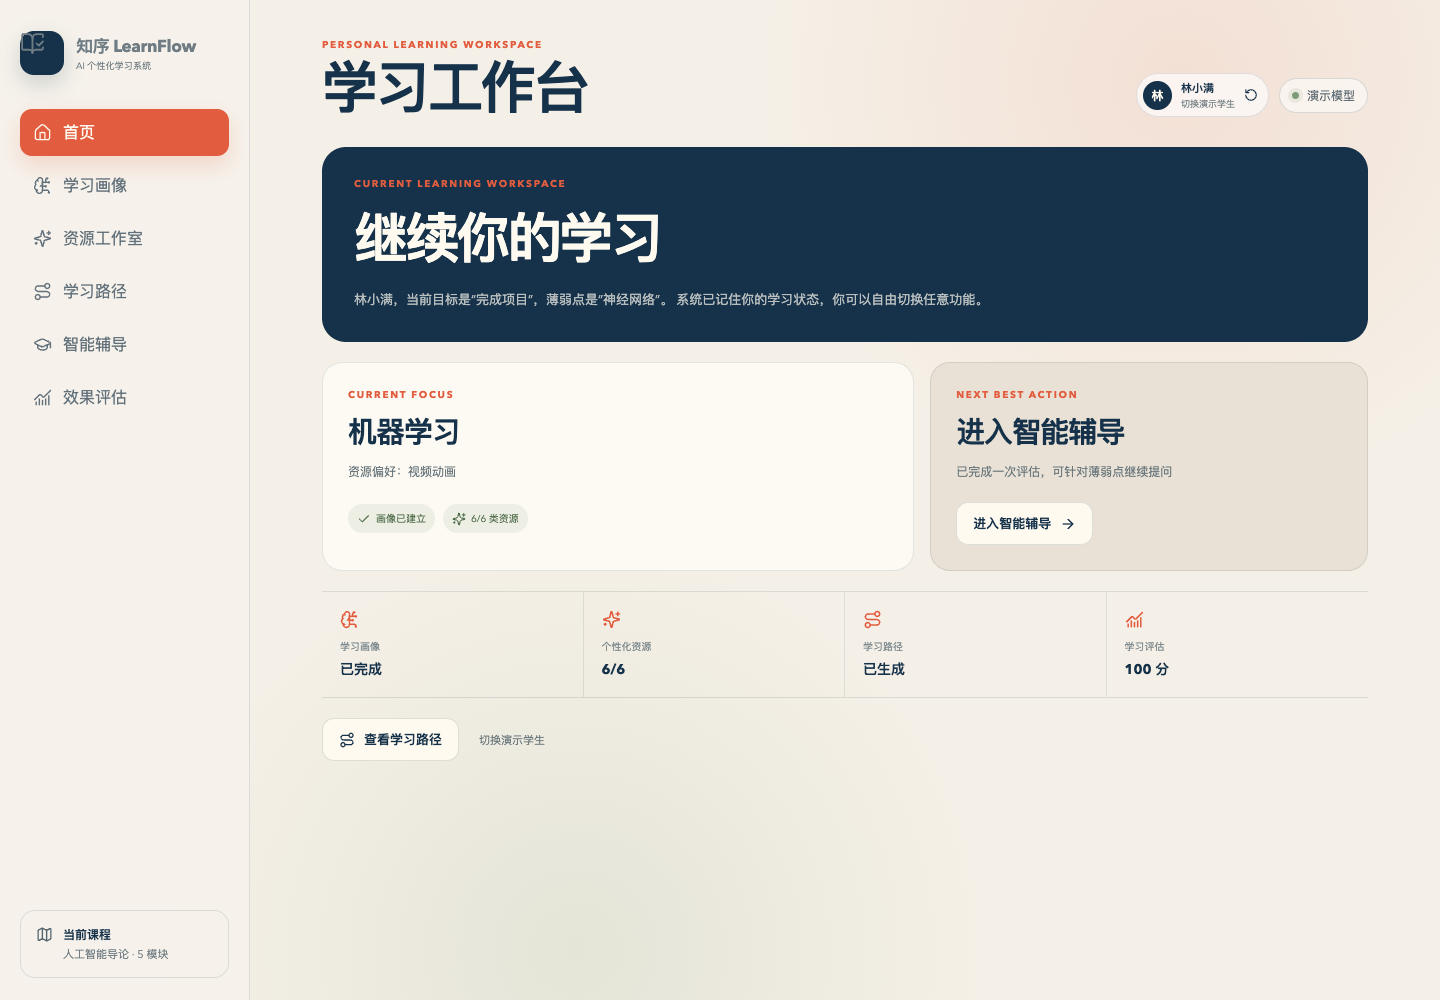 知序 LearnFlow
AI 个性化学习系统
首页
学习画像
资源工作室
学习路径
智能辅导
效果评估
当前课程
人工智能导论 · 5 模块
PERSONAL LEARNING WORKSPACE
学习工作台
林
林小满
切换演示学生
演示模型
CURRENT LEARNING WORKSPACE
继续你的学习
林小满，当前目标是“完成项目”，薄弱点是“神经网络”。 系统已记住你的学习状态，你可以自由切换任意功能。
CURRENT FOCUS
机器学习
资源偏好：视频动画
画像已建立
6/6 类资源
NEXT BEST ACTION
进入智能辅导
已完成一次评估，可针对薄弱点继续提问
进入智能辅导
学习画像
已完成
个性化资源
6/6
学习路径
已生成
学习评估
100 分
查看学习路径
切换演示学生